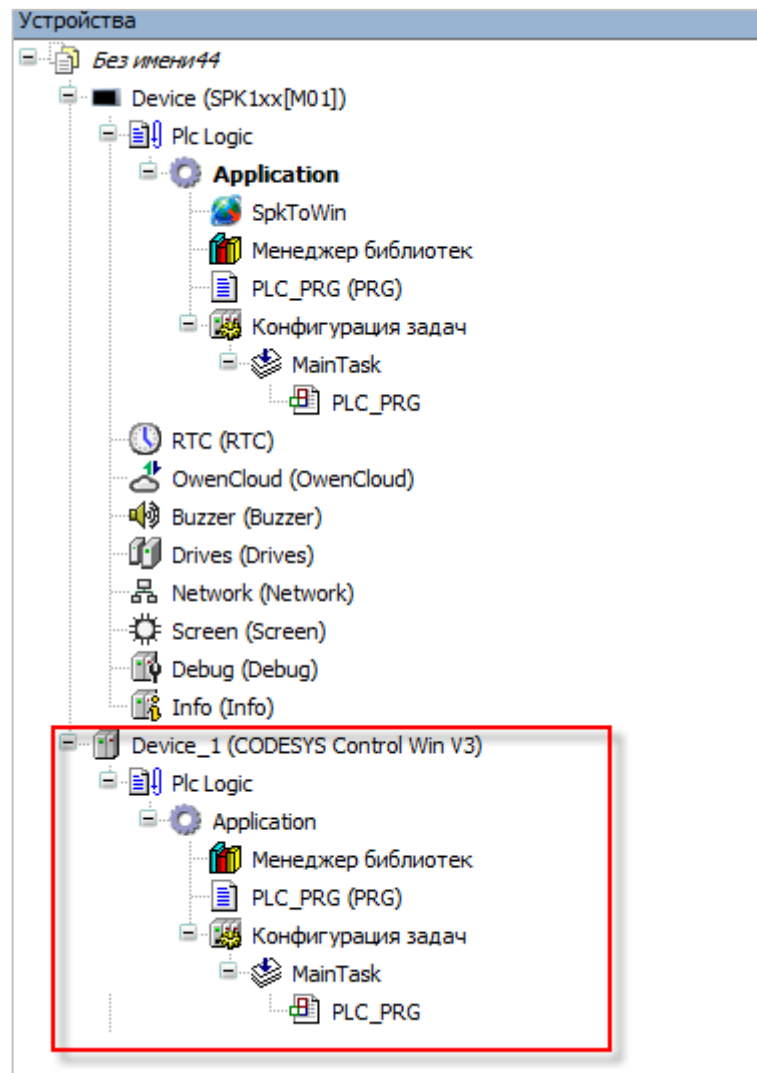 Устройства
Без имени44
Device (SPK1xx[M01])
Plc Logic
Application
SpkToWin
Менеджер библиотек
PLC_PRG (PRG)
Конфигурация задач
MainTask
PLC_PRG
RTC (RTC)
OwenCloud (OwenCloud)
Buzzer (Buzzer)
Drives (Drives)
Network (Network)
Screen (Screen)
Debug (Debug)
Info (Info)
Device_1 (CODESYS Control Win V3)
Plc Logic
Application
Менеджер библиотек
PLC_PRG (PRG)
Конфигурация задач
MainTask
PLC_PRG